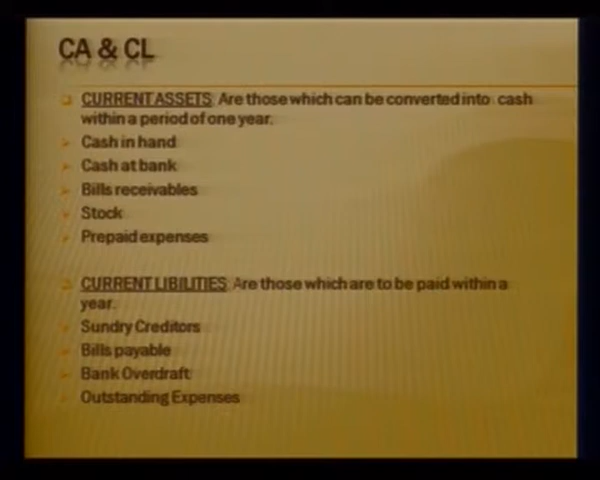 CA & CL
CURRENT ASSETS: Are those which can be converted into cash
within a period of one year.
Cash in hand
Cash at bank
Bills receivables
Stock
Prepaid expenses
CURRENT LIBILITIES: Are those which are to be paid within a
year.
Sundry Creditors
Bills payable
Bank Overdraft
Outstanding Expenses